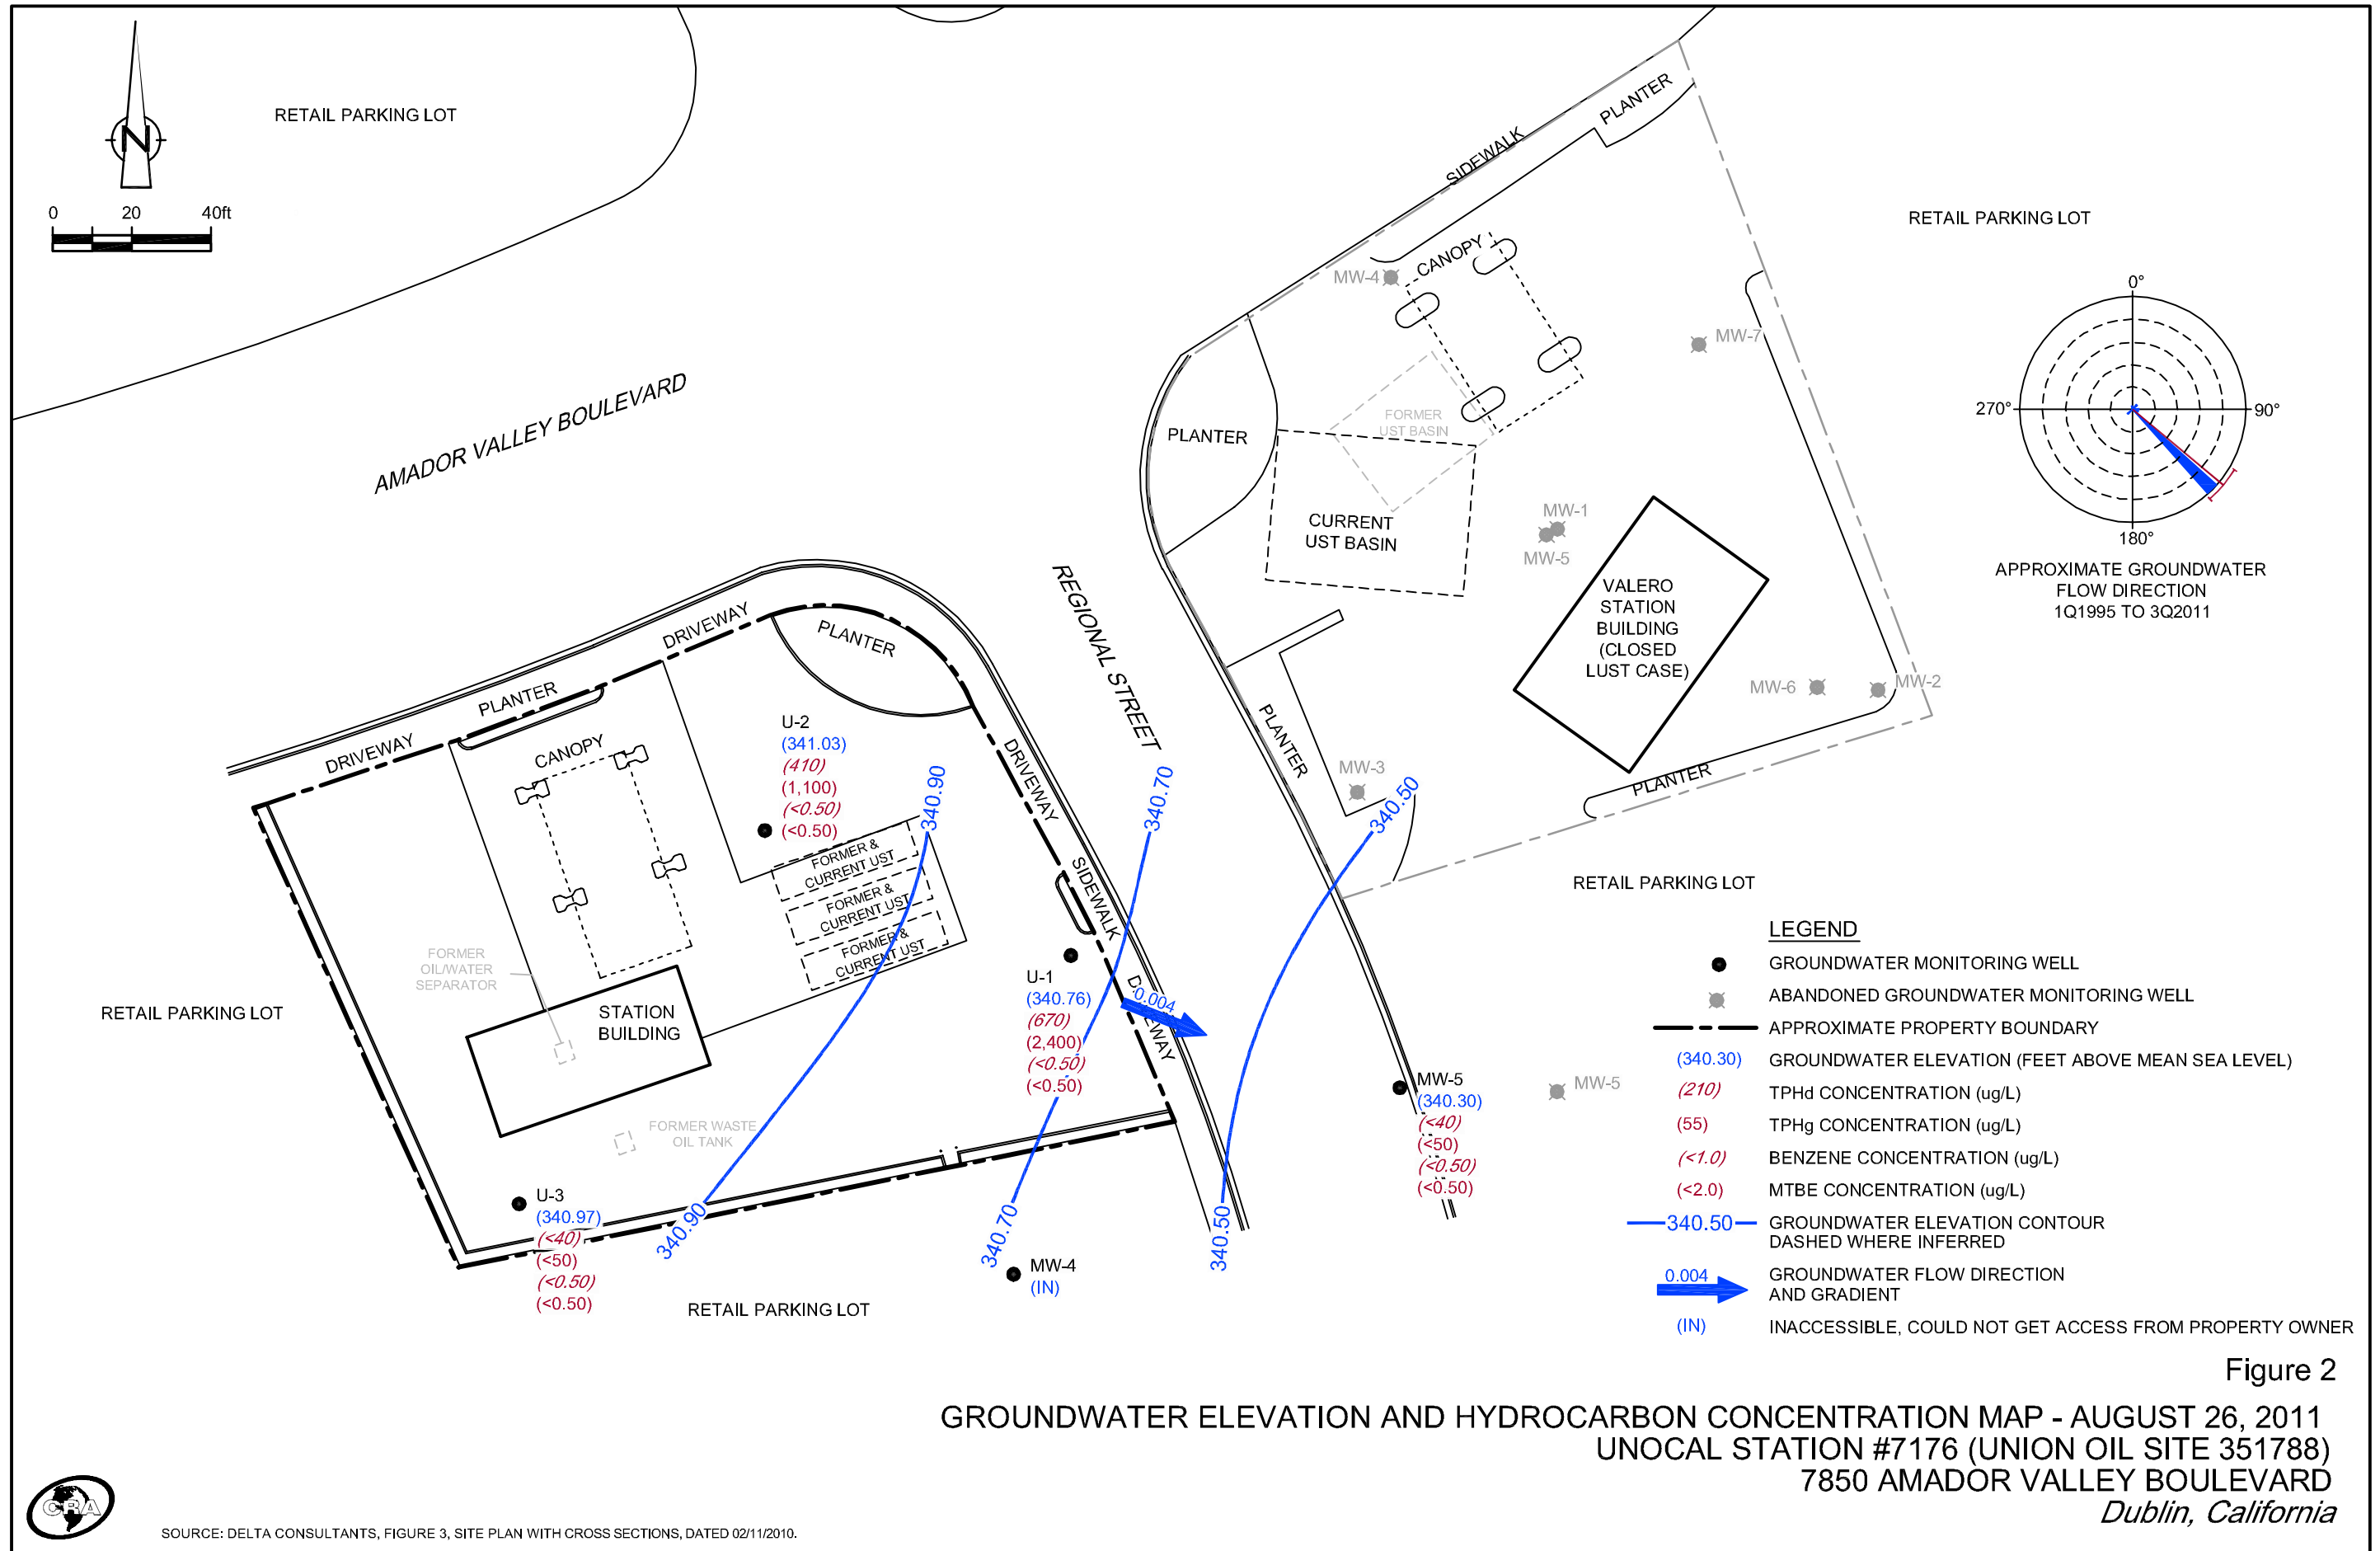 N
0 20 40ft
RETAIL PARKING LOT
AMADOR VALLEY BOULEVARD
REGIONAL STREET
SIDEWALK
PLANTER
RETAIL PARKING LOT
CANOPY
MW-4
MW-7
PLANTER
FORMER
UST BASIN
CURRENT
UST BASIN
MW-1
MW-5
VALERO
STATION
BUILDING
(CLOSED
LUST CASE)
MW-6
MW-2
PLANTER
MW-3
PLANTER
0°
270°
90°
180°
APPROXIMATE GROUNDWATER
FLOW DIRECTION
1Q1995 TO 3Q2011
DRIVEWAY
PLANTER
DRIVEWAY
PLANTER
DRIVEWAY
SIDEWALK
DRIVEWAY
CANOPY
U-2
(341.03)
(410)
(1,100)
(<0.50)
(<0.50)
340.90
340.70
340.50
FORMER &
CURRENT UST
FORMER &
CURRENT UST
FORMER &
CURRENT UST
FORMER
OIL/WATER
SEPARATOR
STATION
BUILDING
RETAIL PARKING LOT
U-1
(340.76)
(670)
(2,400)
(<0.50)
(<0.50)
0.004
MW-5
(340.30)
(<40)
(<50)
(<0.50)
(<0.50)
MW-5
FORMER WASTE
OIL TANK
U-3
(340.97)
(<40)
(<50)
(<0.50)
(<0.50)
340.90
340.70
340.50
MW-4
(IN)
RETAIL PARKING LOT
RETAIL PARKING LOT
LEGEND
GROUNDWATER MONITORING WELL
ABANDONED GROUNDWATER MONITORING WELL
APPROXIMATE PROPERTY BOUNDARY
(340.30) GROUNDWATER ELEVATION (FEET ABOVE MEAN SEA LEVEL)
(210) TPHd CONCENTRATION (ug/L)
(55) TPHg CONCENTRATION (ug/L)
(<1.0) BENZENE CONCENTRATION (ug/L)
(<2.0) MTBE CONCENTRATION (ug/L)
340.50 GROUNDWATER ELEVATION CONTOUR
DASHED WHERE INFERRED
0.004 GROUNDWATER FLOW DIRECTION
AND GRADIENT
(IN) INACCESSIBLE, COULD NOT GET ACCESS FROM PROPERTY OWNER
Figure 2
GROUNDWATER ELEVATION AND HYDROCARBON CONCENTRATION MAP - AUGUST 26, 2011
UNOCAL STATION #7176 (UNION OIL SITE 351788)
7850 AMADOR VALLEY BOULEVARD
Dublin, California
CRA
SOURCE: DELTA CONSULTANTS, FIGURE 3, SITE PLAN WITH CROSS SECTIONS, DATED 02/11/2010.